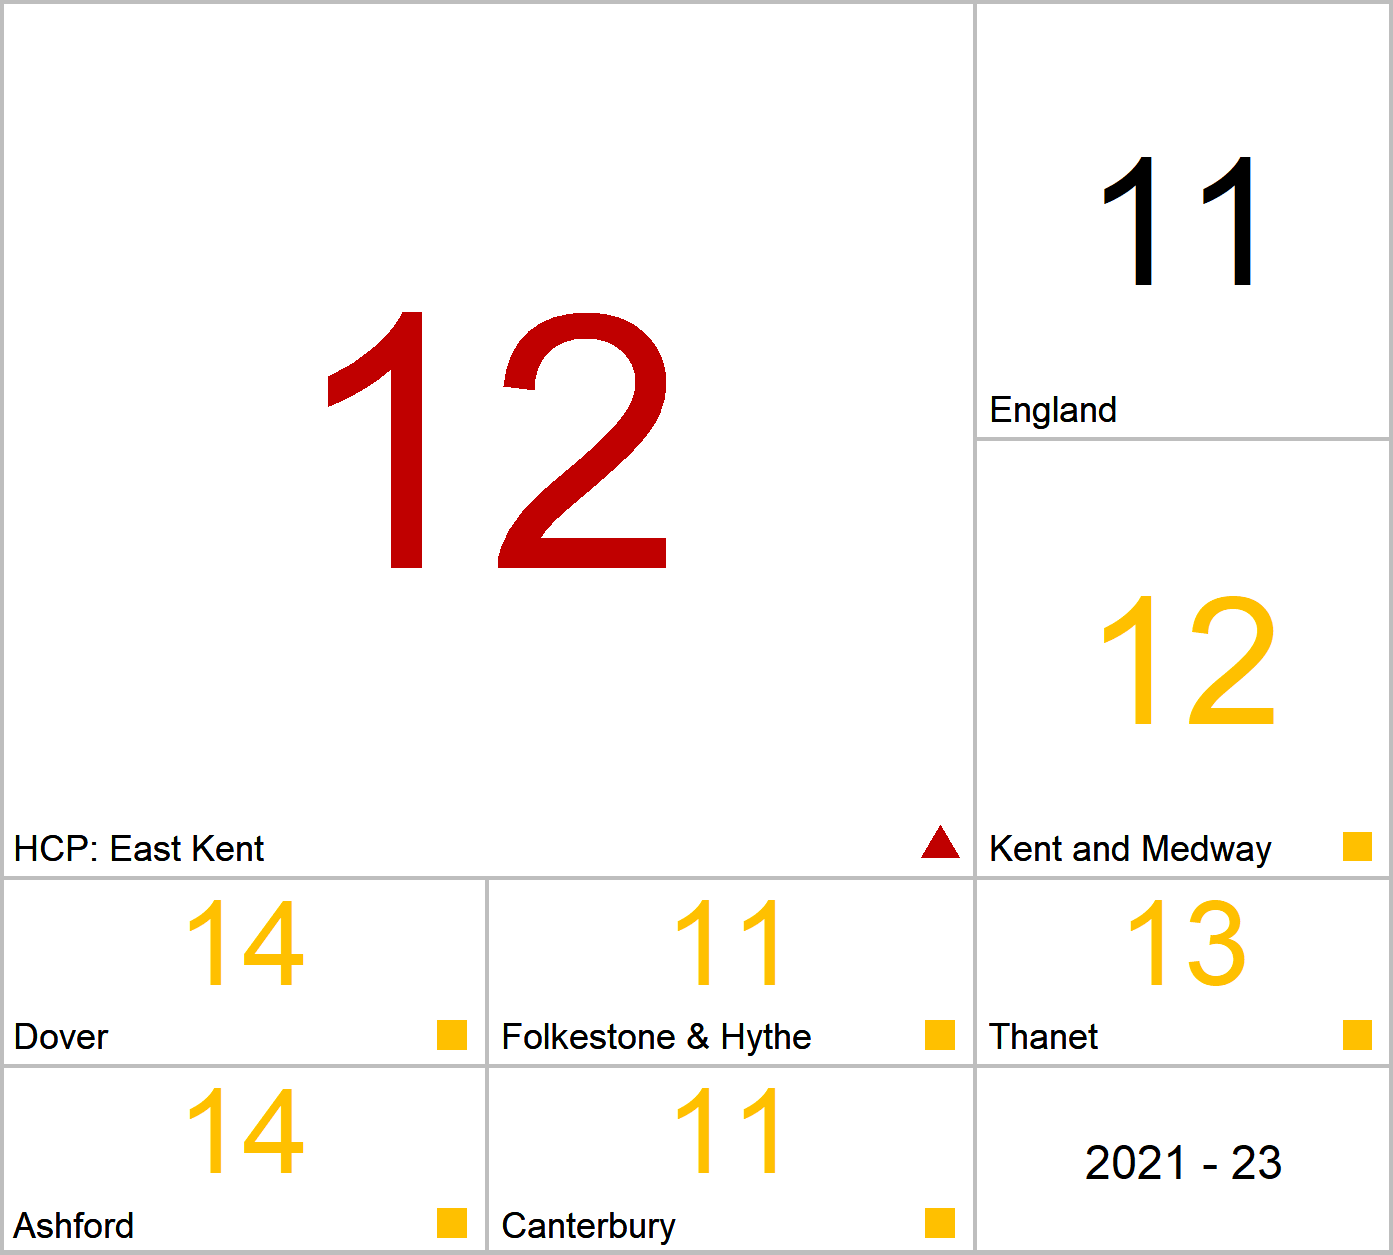 12
HCP: East Kent
11
England
12
Kent and Medway
14
Dover
11
Folkestone & Hythe
13
Thanet
14
Ashford
11
Canterbury
2021 - 23